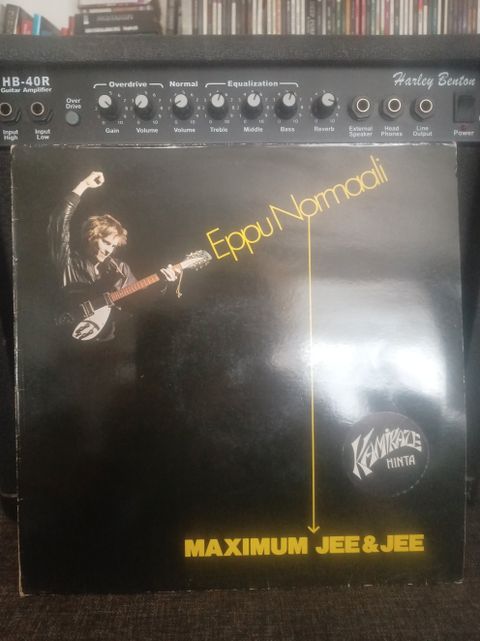 HB-40R
Guitar Amplifier
Harley Benton
Overdrive Normal Equalization
Over
Drive
Input
High
Input
Low
Gain Volume Volume Treble Middle Bass Reverb
External
Speaker
Head
Phones
Line
Output
Power
Eppu Normaali
KAMIKAZE
HINTA
MAXIMUM JEE & JEE